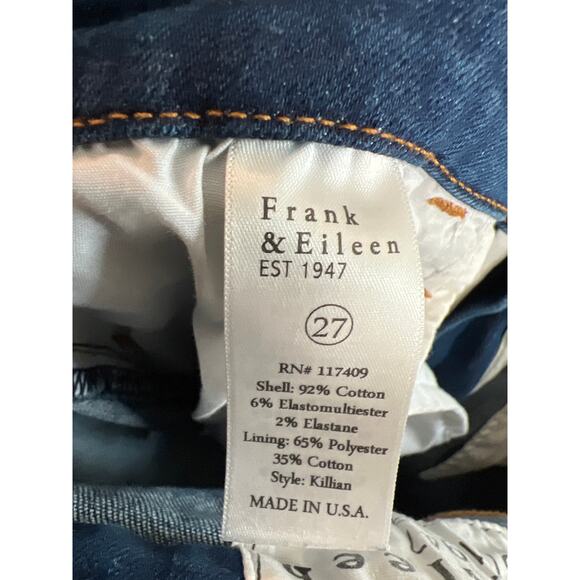 Frank
& Eileen
EST 1947
27
RN# 117409
Shell: 92% Cotton
6% Elastomultiester
2% Elastane
Lining: 65% Polyester
35% Cotton
Style: Killian
MADE IN U.S.A.